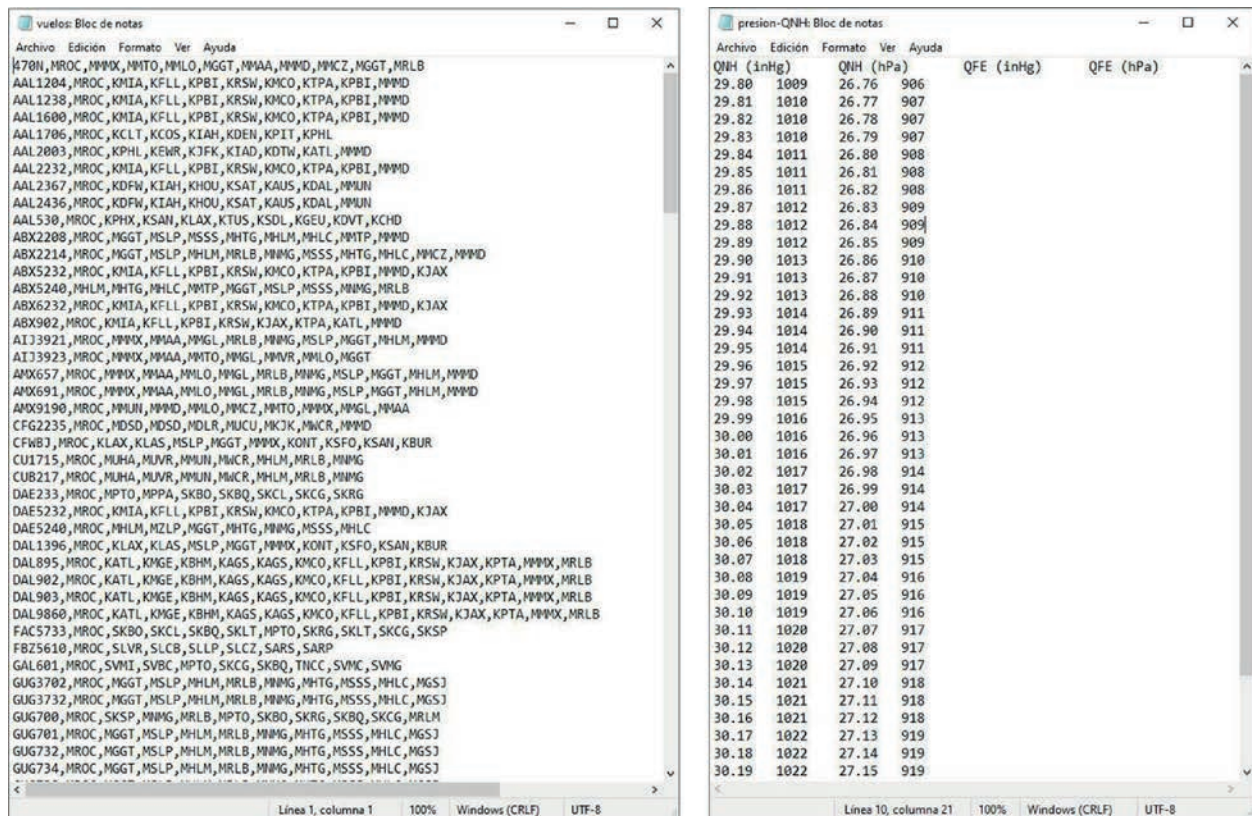 vuelos: Bloc de notas
Archivo Edición Formato Ver Ayuda
470N,MROC,MMMX,MMTO,MMLO,MGGT,MMAA,MMMD,MMCZ,MGGT,MRLB
AAL1204,MROC,KMIA,KFLL,KPBI,KRSW,KMCO,KTPA,KPBI,MMMD
AAL1238,MROC,KMIA,KFLL,KPBI,KRSW,KMCO,KTPA,KPBI,MMMD
AAL1600,MROC,KMIA,KFLL,KPBI,KRSW,KMCO,KTPA,KPBI,MMMD
AAL1706,MROC,KCLT,KCOS,KIAH,KDEN,KPIT,KPHL
AAL2003,MROC,KPHL,KEWR,KJFK,KIAD,KDTW,KATL,MMMD
AAL2232,MROC,KMIA,KFLL,KPBI,KRSW,KMCO,KTPA,KPBI,MMMD
AAL2367,MROC,KDFW,KIAH,KHOU,KSAT,KAUS,KDAL,MMUN
AAL2436,MROC,KDFW,KIAH,KHOU,KSAT,KAUS,KDAL,MMUN
AAL530,MROC,KPHX,KSAN,KLAX,KTUS,KSDL,KGEU,KDVT,KCHD
ABX2208,MROC,MGGT,MSLP,MSSS,MHTG,MHLM,MHLC,MMTP,MMMD
ABX2214,MROC,MGGT,MSLP,MHLM,MRLB,MNMG,MSSS,MHTG,MHLC,MMCZ,MMMD
ABX5232,MROC,KMIA,KFLL,KPBI,KRSW,KMCO,KTPA,KPBI,MMMD,KJAX
ABX5240,MHLM,MHTG,MHLC,MMTP,MGGT,MSLP,MSSS,MNMG,MRLB
ABX6232,MROC,KMIA,KFLL,KPBI,KRSW,KMCO,KTPA,KPBI,MMMD,KJAX
ABX902,MROC,KMIA,KFLL,KPBI,KRSW,KJAX,KTPA,KATL,MMMD
AIJ3921,MROC,MMMX,MMAA,MMGL,MRLB,MNMG,MSLP,MGGT,MHLM,MMMD
AIJ3923,MROC,MMMX,MMAA,MMTO,MMGL,MMVR,MMLO,MGGT
AMX657,MROC,MMMX,MMAA,MMLO,MMGL,MRLB,MNMG,MSLP,MGGT,MHLM,MMMD
AMX691,MROC,MMMX,MMAA,MMLO,MMGL,MRLB,MNMG,MSLP,MGGT,MHLM,MMMD
AMX9190,MROC,MMUN,MMMD,MMLO,MMCZ,MMTO,MMMX,MMGL,MMAA
CFG2235,MROC,MDSD,MDSD,MDLR,MUCU,MKJK,MWCR,MMMD
CFWBJ,MROC,KLAX,KLAS,MSLP,MGGT,MMMX,KONT,KSFO,KSAN,KBUR
CU1715,MROC,MUHA,MUVR,MMUN,MWCR,MHLM,MRLB,MNMG
CUB217,MROC,MUHA,MUVR,MMUN,MWCR,MHLM,MRLB,MNMG
DAE233,MROC,MPTO,MPPA,SKBO,SKBQ,SKCL,SKCG,SKRG
DAE5232,MROC,KMIA,KFLL,KPBI,KRSW,KMCO,KTPA,KPBI,MMMD,KJAX
DAE5240,MROC,MHLM,MZLP,MGGT,MHTG,MNMG,MSSS,MHLC
DAL1396,MROC,KLAX,KLAS,MSLP,MGGT,MMMX,KONT,KSFO,KSAN,KBUR
DAL895,MROC,KATL,KMGE,KBHM,KAGS,KAGS,KMCO,KFLL,KPBI,KRSW,KJAX,KPTA,MMMX,MRLB
DAL902,MROC,KATL,KMGE,KBHM,KAGS,KAGS,KMCO,KFLL,KPBI,KRSW,KJAX,KPTA,MMMX,MRLB
DAL903,MROC,KATL,KMGE,KBHM,KAGS,KAGS,KMCO,KFLL,KPBI,KRSW,KJAX,KPTA,MMMX,MRLB
DAL9860,MROC,KATL,KMGE,KBHM,KAGS,KAGS,KMCO,KFLL,KPBI,KRSW,KJAX,KPTA,MMMX,MRLB
FAC5733,MROC,SKBO,SKCL,SKBQ,SKLT,MPTO,SKRG,SKLT,SKCG,SKSP
FBZ5610,MROC,SLVR,SLCB,SLLP,SLCZ,SARS,SARP
GAL601,MROC,SVMI,SVBC,MPTO,SKCG,SKBQ,TNCC,SVMC,SVMG
GUG3702,MROC,MGGT,MSLP,MHLM,MRLB,MNMG,MHTG,MSSS,MHLC,MGSJ
GUG3732,MROC,MGGT,MSLP,MHLM,MRLB,MNMG,MHTG,MSSS,MHLC,MGSJ
GUG700,MROC,SKSP,MNMG,MRLB,MPTO,SKBO,SKRG,SKBQ,SKCG,MRLM
GUG701,MROC,MGGT,MSLP,MHLM,MRLB,MNMG,MHTG,MSSS,MHLC,MGSJ
GUG732,MROC,MGGT,MSLP,MHLM,MRLB,MNMG,MHTG,MSSS,MHLC,MGSJ
GUG734,MROC,MGGT,MSLP,MHLM,MRLB,MNMG,MHTG,MSSS,MHLC,MGSJ
Línea 1, columna 1 100% Windows (CRLF) UTF-8
presion-QNH: Bloc de notas
Archivo Edición Formato Ver Ayuda
QNH (inHg) QNH (hPa) QFE (inHg) QFE (hPa)
29.80 1009 26.76 906
29.81 1010 26.77 907
29.82 1010 26.78 907
29.83 1010 26.79 907
29.84 1011 26.80 908
29.85 1011 26.81 908
29.86 1011 26.82 908
29.87 1012 26.83 909
29.88 1012 26.84 909
29.89 1012 26.85 909
29.90 1013 26.86 910
29.91 1013 26.87 910
29.92 1013 26.88 910
29.93 1014 26.89 911
29.94 1014 26.90 911
29.95 1014 26.91 911
29.96 1015 26.92 912
29.97 1015 26.93 912
29.98 1015 26.94 912
29.99 1016 26.95 913
30.00 1016 26.96 913
30.01 1016 26.97 913
30.02 1017 26.98 914
30.03 1017 26.99 914
30.04 1017 27.00 914
30.05 1018 27.01 915
30.06 1018 27.02 915
30.07 1018 27.03 915
30.08 1019 27.04 916
30.09 1019 27.05 916
30.10 1019 27.06 916
30.11 1020 27.07 917
30.12 1020 27.08 917
30.13 1020 27.09 917
30.14 1021 27.10 918
30.15 1021 27.11 918
30.16 1021 27.12 918
30.17 1022 27.13 919
30.18 1022 27.14 919
30.19 1022 27.15 919
Línea 10, columna 21 100% Windows (CRLF) UTF-8